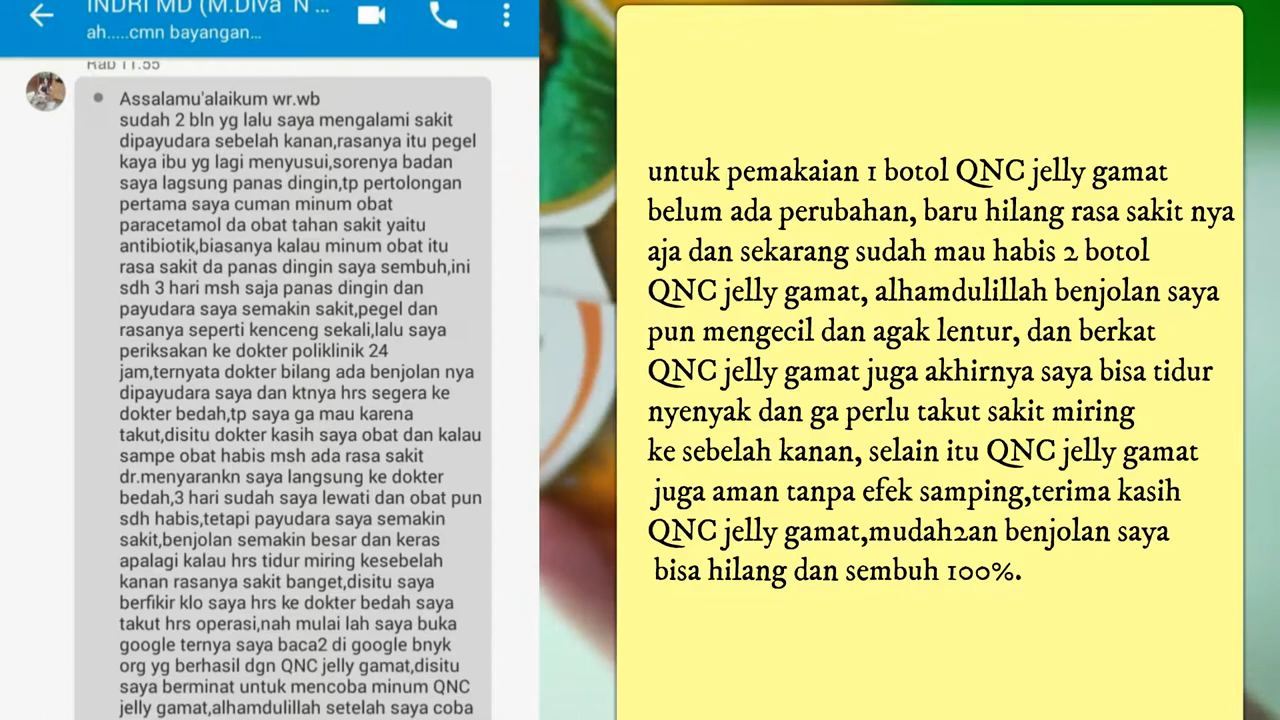 INDRI MD (M.Diva N ...
ah.....cmn bayangan...
Rab 11.55
Assalamu'alaikum wr.wb
sudah 2 bln yg lalu saya mengalami sakit
dipayudara sebelah kanan,rasanya itu pegel
kaya ibu yg lagi menyusui,sorenya badan
saya lagsung panas dingin,tp pertolongan
pertama saya cuman minum obat
paracetamol da obat tahan sakit yaitu
antibiotik,biasanya kalau minum obat itu
rasa sakit da panas dingin saya sembuh,ini
sdh 3 hari msh saja panas dingin dan
payudara saya semakin sakit,pegel dan
rasanya seperti kenceng sekali,lalu saya
periksakan ke dokter poliklinik 24
jam,ternyata dokter bilang ada benjolan nya
dipayudara saya dan ktnya hrs segera ke
dokter bedah,tp saya ga mau karena
takut,disitu dokter kasih saya obat dan kalau
sampe obat habis msh ada rasa sakit
dr.menyarankn saya langsung ke dokter
bedah,3 hari sudah saya lewati dan obat pun
sdh habis,tetapi payudara saya semakin
sakit,benjolan semakin besar dan keras
apalagi kalau hrs tidur miring kesebelah
kanan rasanya sakit banget,disitu saya
berfikir klo saya hrs ke dokter bedah saya
takut hrs operasi,nah mulai lah saya buka
google ternya saya baca2 di google bnyk
org yg berhasil dgn QNC jelly gamat,disitu
saya berminat untuk mencoba minum QNC
jelly gamat,alhamdulillah setelah saya coba
untuk pemakaian 1 botol QNC jelly gamat
belum ada perubahan, baru hilang rasa sakit nya
aja dan sekarang sudah mau habis 2 botol
QNC jelly gamat, alhamdulillah benjolan saya
pun mengecil dan agak lentur, dan berkat
QNC jelly gamat juga akhirnya saya bisa tidur
nyenyak dan ga perlu takut sakit miring
ke sebelah kanan, selain itu QNC jelly gamat
juga aman tanpa efek samping,terima kasih
QNC jelly gamat,mudah2an benjolan saya
bisa hilang dan sembuh 100%.